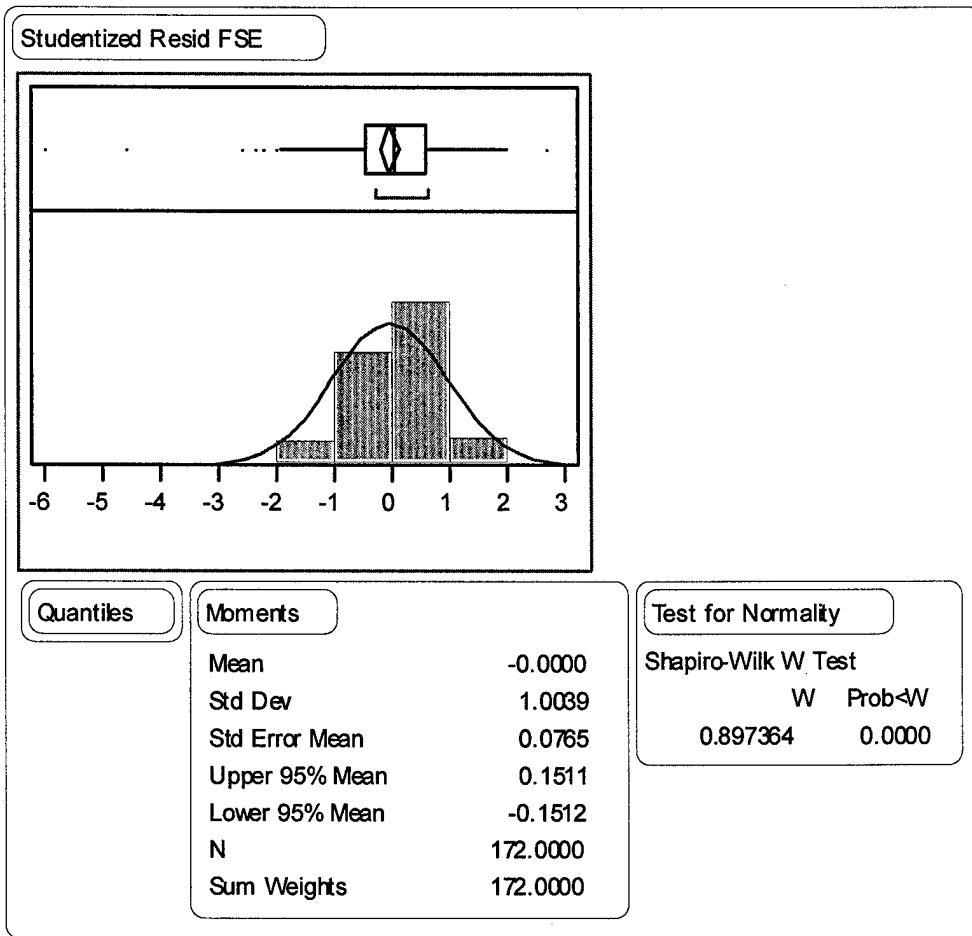 Studentized Resid FSE
-6 -5 -4 -3 -2 -1 0 1 2 3
Quantiles
Moments
Mean -0.0000
Std Dev 1.0039
Std Error Mean 0.0765
Upper 95% Mean 0.1511
Lower 95% Mean -0.1512
N 172.0000
Sum Weights 172.0000
Test for Normality
Shapiro-Wilk W Test
W Prob<W
0.897364 0.0000